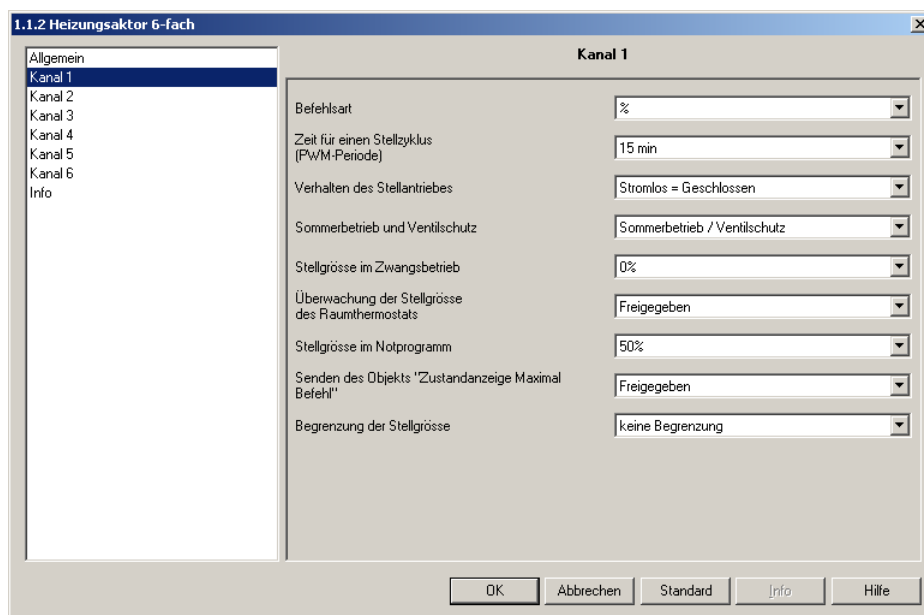 1.1.2 Heizungsaktor 6-fach
Allgemein
Kanal 1
Kanal 2
Kanal 3
Kanal 4
Kanal 5
Kanal 6
Info
Kanal 1
Befehlsart
%
Zeit für einen Stellzyklus
(PWM-Periode)
15 min
Verhalten des Stellantriebes
Stromlos = Geschlossen
Sommerbetrieb und Ventilschutz
Sommerbetrieb / Ventilschutz
Stellgrösse im Zwangsbetrieb
0%
Überwachung der Stellgrösse
des Raumthermostats
Freigegeben
Stellgrösse im Notprogramm
50%
Senden des Objekts "Zustandanzeige Maximal
Befehl"
Freigegeben
Begrenzung der Stellgrösse
keine Begrenzung
OK
Abbrechen
Standard
Info
Hilfe